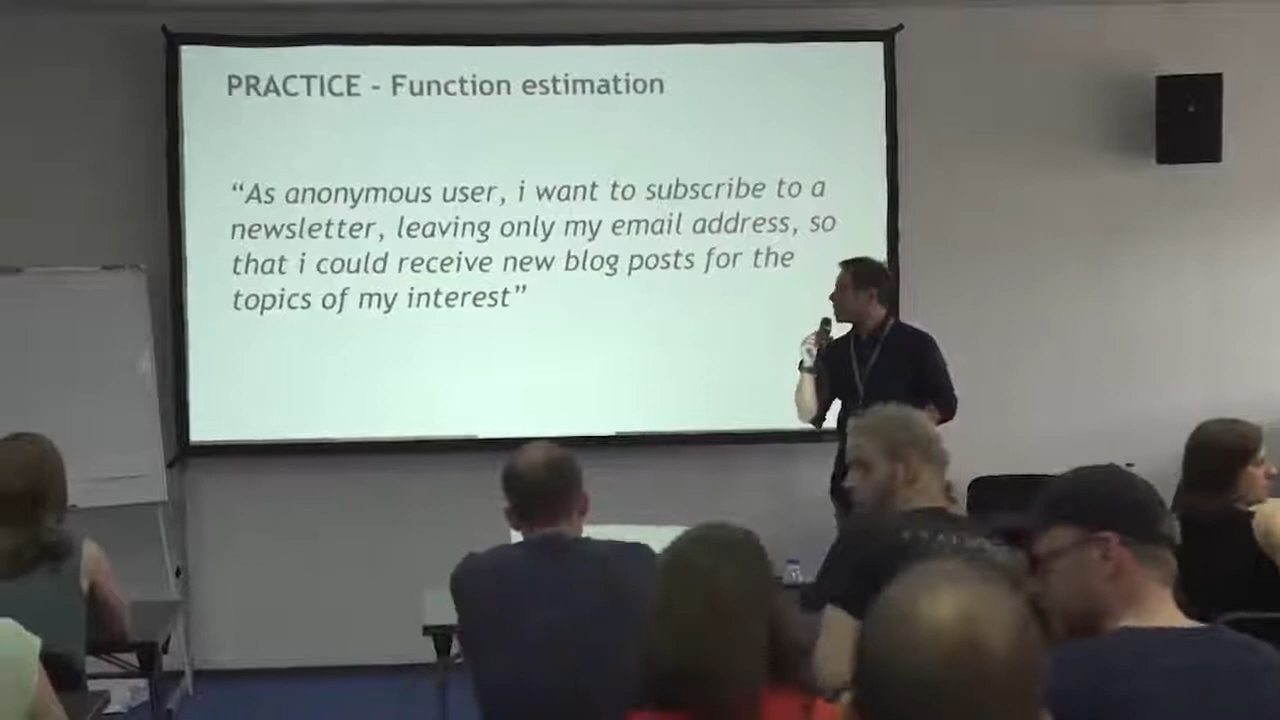 PRACTICE - Function estimation
“As anonymous user, i want to subscribe to a
newsletter, leaving only my email address, so
that i could receive new blog posts for the
topics of my interest”